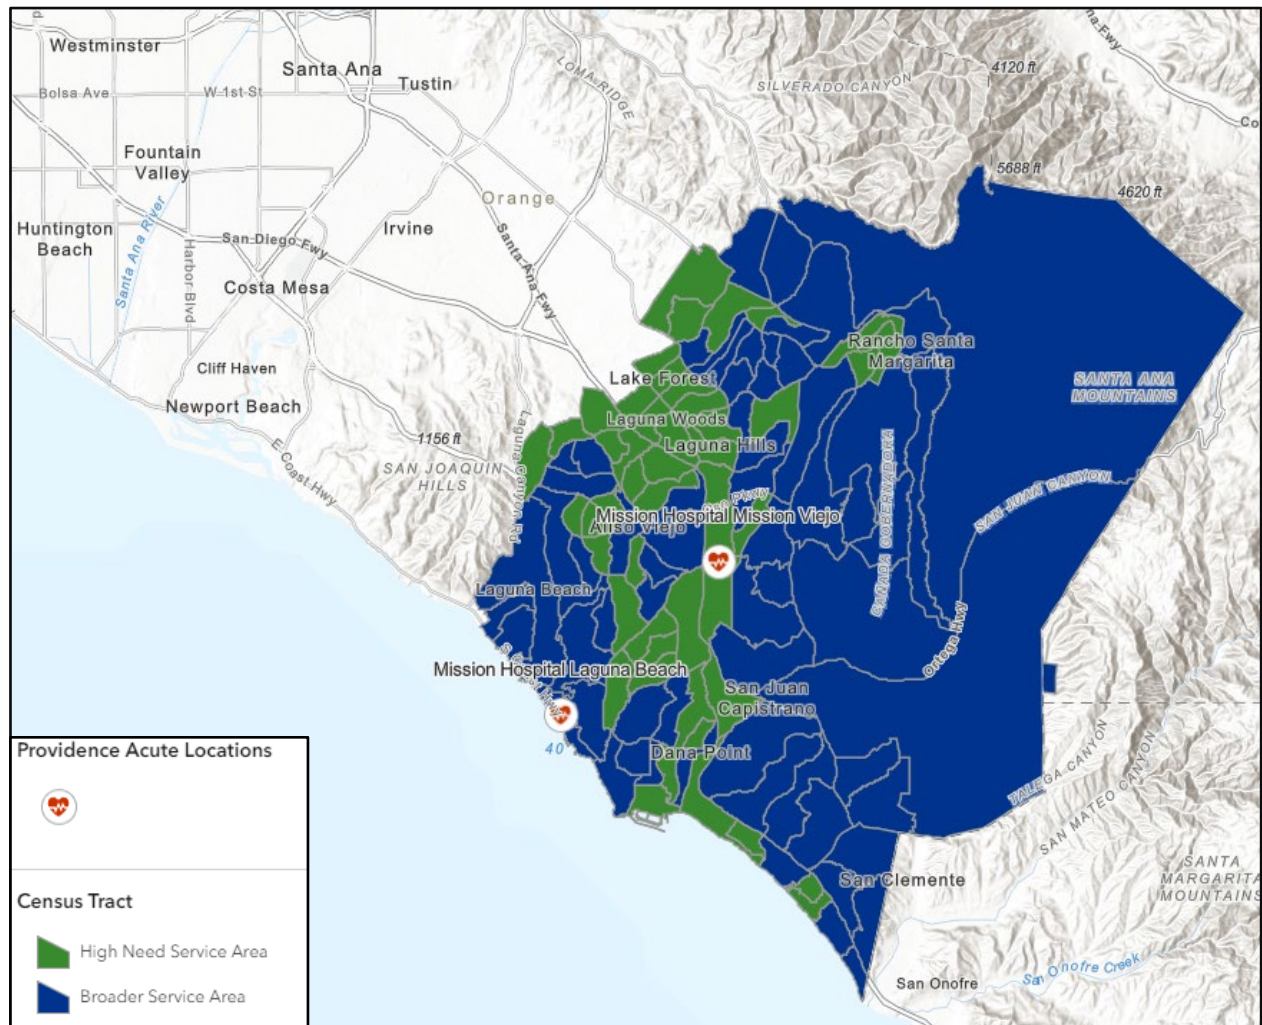 Westminster
Santa Ana
Tustin
Bolsa Ave
W 1st St
LOMA RIDGE
SILVERADO CANYON
4120 ft
Fountain
Valley
5688 ft
4620 ft
Orange
Huntington
Beach
Santa Ana River
Harbor Blvd
San Diego Fwy
Irvine
Santa Ana Fwy
Costa Mesa
Rancho Santa
Margarita
Cliff Haven
Lake Forest
SANTA ANA
MOUNTAINS
Newport Beach
Laguna Woods
E Coast Hwy
1156 ft
Laguna Hills
SAN JOAQUIN
HILLS
Laguna Canyon Rd
CAÑADA GOBERNADORA
SAN JUAN CANYON
Pkwy
Mission Hospital Mission Viejo
Aliso Viejo
Laguna Beach
Ortega Hwy
Mission Hospital Laguna Beach
San Juan
Capistrano
Dana Point
40
TALEGA CANYON
SAN MATEO CANYON
San Clemente
SANTA
MARGARITA
MOUNTAINS
San Onofre
San Onofre Creek
Providence Acute Locations
Census Tract
High Need Service Area
Broader Service Area